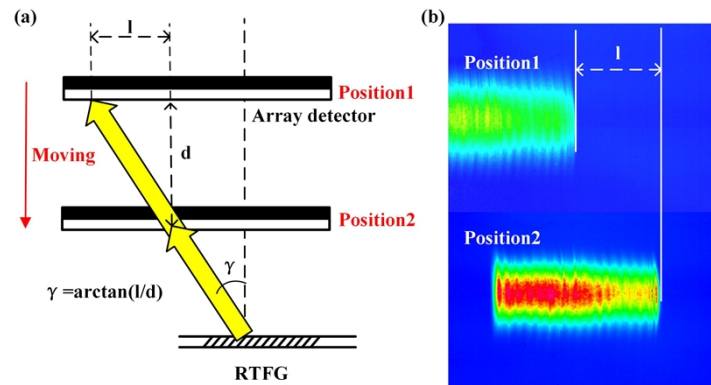 (a)
l
Position1
Array detector
Moving
d
Position2
γ
γ =arctan(l/d)
RTFG
(b)
Position1
l
Position2